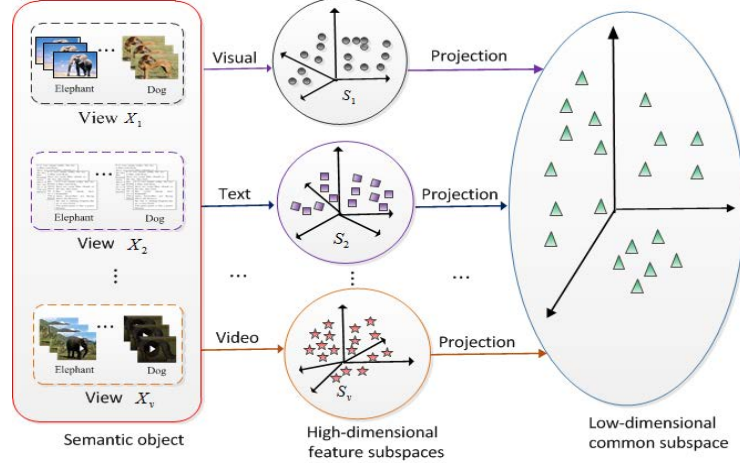 Elephant Dog
View X₁
Visual
S₁
Projection
Elephant Dog
View X₂
Text
S₂
Projection
Elephant Dog
View Xᵥ
Video
Sᵥ
Projection
Semantic object
High-dimensional
feature subspaces
Low-dimensional
common subspace